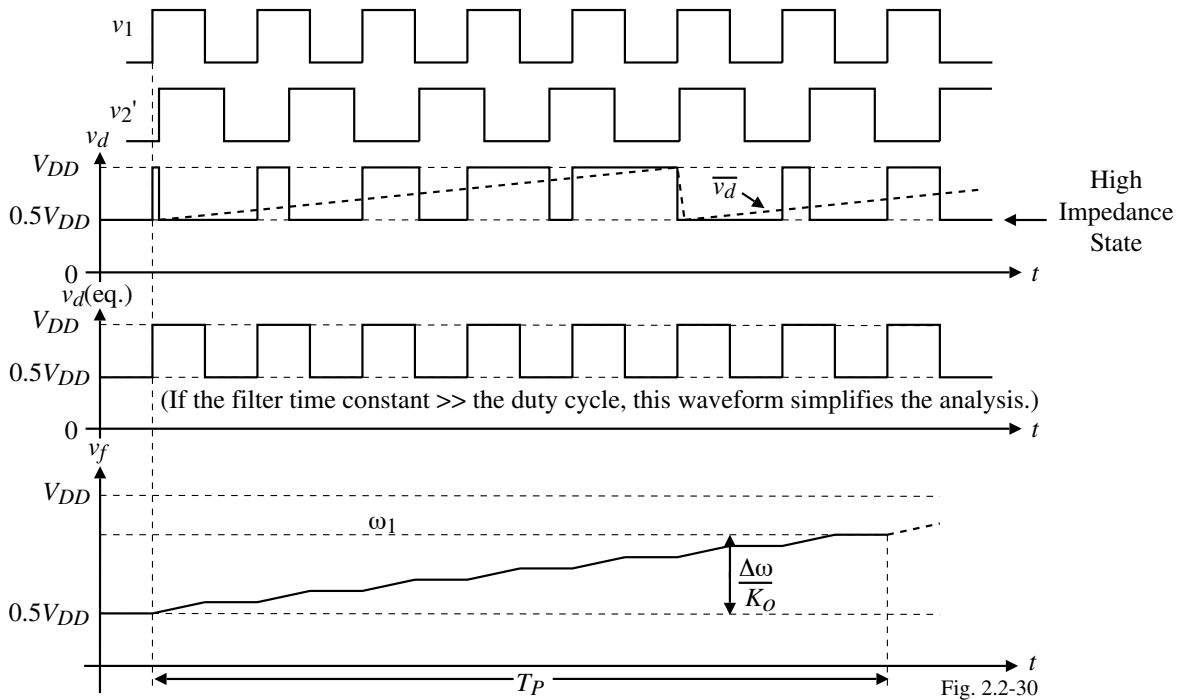 v1
v2'
vd
VDD
0.5VDD
0
t
vd
High
Impedance
State
vd(eq.)
VDD
0.5VDD
(If the filter time constant >> the duty cycle, this waveform simplifies the analysis.)
0
t
vf
VDD
ω1
Δω
Ko
0.5VDD
t
TP
Fig. 2.2-30